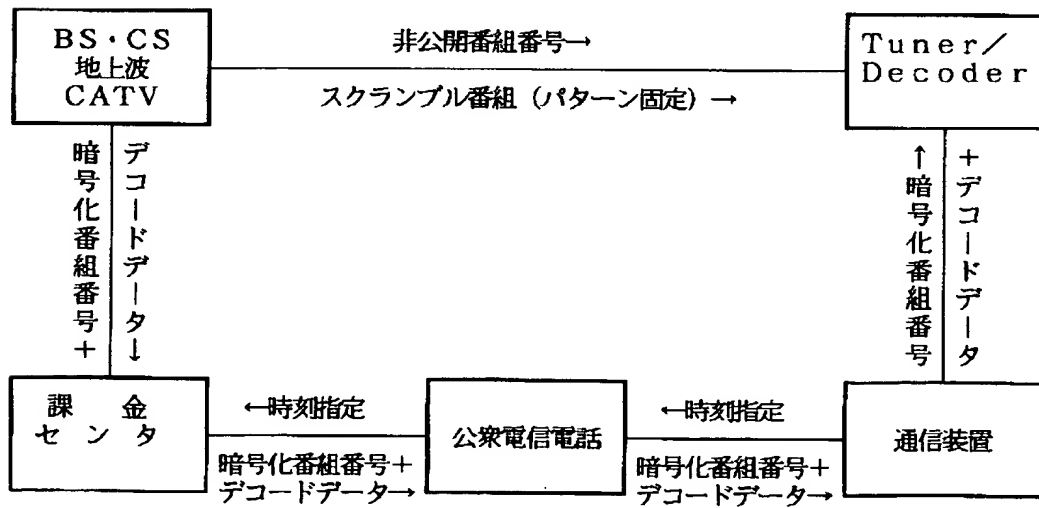 BS・CS
地上波
CATV
非公開番組番号→
スクランブル番組（パターン固定）→
Tuner／
Decoder
暗号化番組番号＋
デコードデータ↓
↑暗号化番組番号
＋デコードデータ
課　金
センタ
←時刻指定
暗号化番組番号＋
デコードデータ→
公衆電信電話
←時刻指定
暗号化番組番号＋
デコードデータ→
通信装置